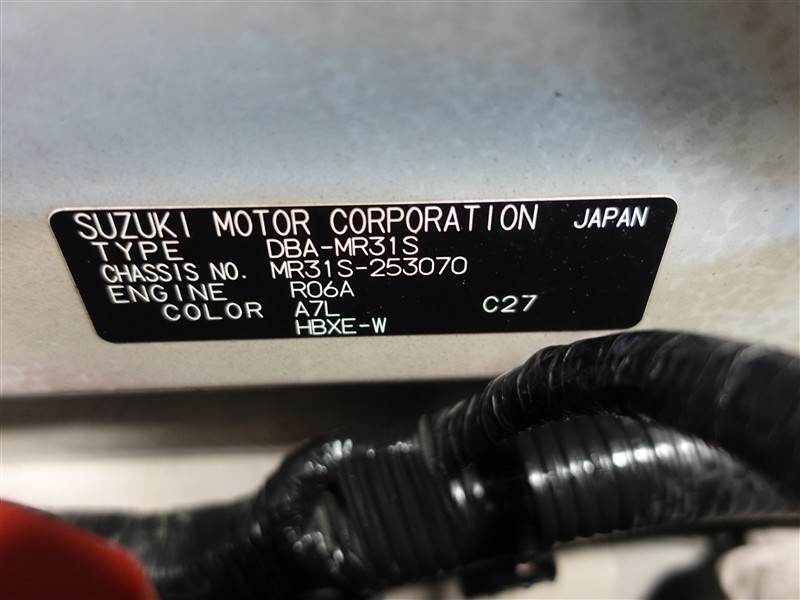 SUZUKI MOTOR CORPORATION JAPAN
TYPE DBA-MR31S
CHASSIS NO. MR31S-253070
ENGINE R06A
COLOR A7L C27
HBXE-W